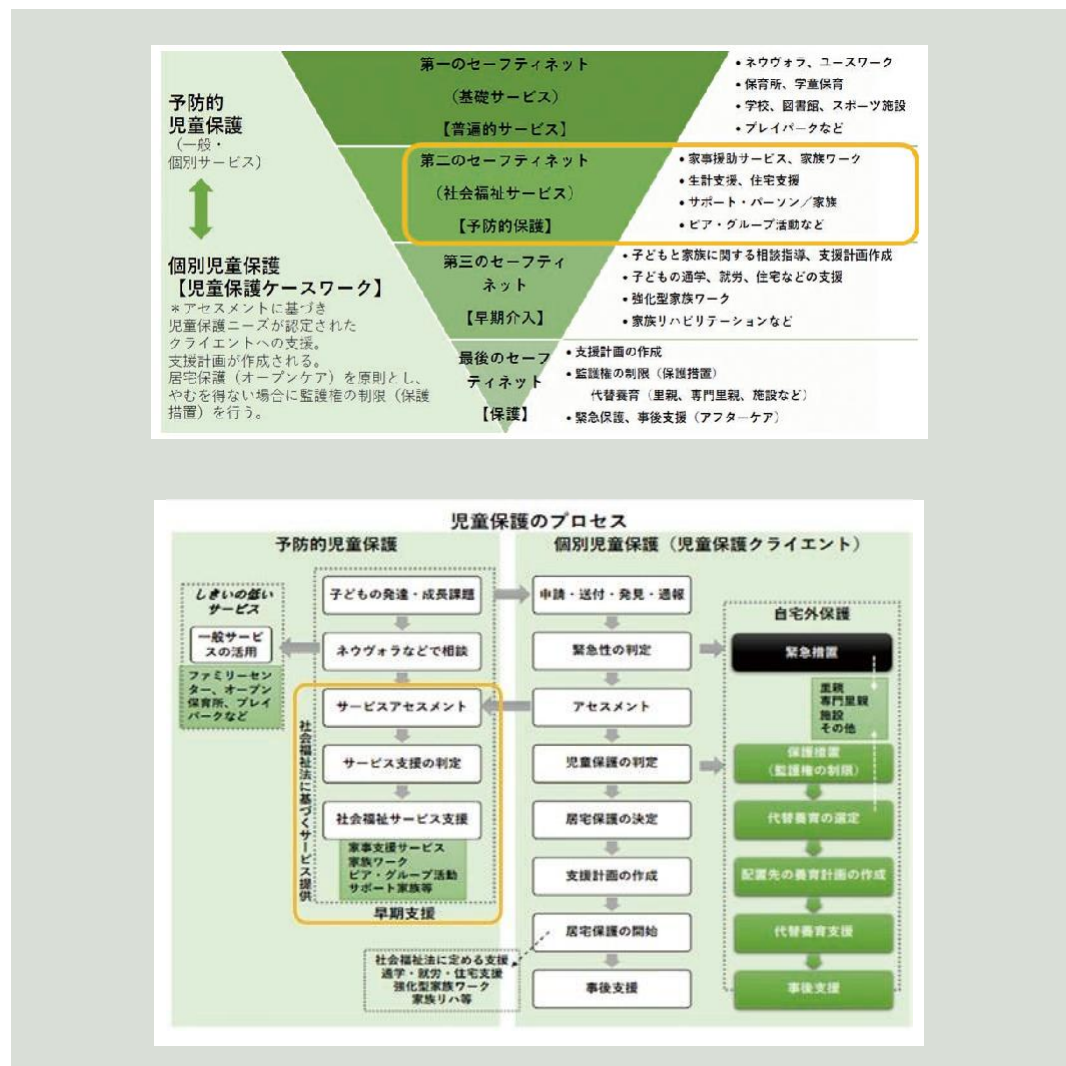 予防的
児童保護
（一般・
個別サービス）
個別児童保護
【児童保護ケースワーク】
＊アセスメントに基づき
児童保護ニーズが認定された
クライエントへの支援。
支援計画が作成される。
居宅保護（オープンケア）を原則とし、
やむを得ない場合に監護権の制限（保護
措置）を行う。
第一のセーフティネット
（基礎サービス）
【普遍的サービス】
• ネウヴォラ、ユースワーク
• 保育所、学童保育
• 学校、図書館、スポーツ施設
• プレイパークなど
第二のセーフティネット
（社会福祉サービス）
【予防的保護】
• 家事援助サービス、家族ワーク
• 生計支援、住宅支援
• サポート・パーソン／家族
• ピア・グループ活動など
第三のセーフティ
ネット
【早期介入】
• 子どもと家族に関する相談指導、支援計画作成
• 子どもの通学、就労、住宅などの支援
• 強化型家族ワーク
• 家族リハビリテーションなど
最後のセーフ
ティネット
【保護】
• 支援計画の作成
• 監護権の制限（保護措置）
代替養育（里親、専門里親、施設など）
• 緊急保護、事後支援（アフターケア）
児童保護のプロセス
予防的児童保護
しきいの低い
サービス
一般サービ
スの活用
ファミリーセン
ター、オープン
保育所、プレイ
パークなど
子どもの発達・成長課題
ネウヴォラなどで相談
サービスアセスメント
サービス支援の判定
社会福祉サービス支援
家事支援サービス
家族ワーク
ピア・グループ活動
サポート家族等
社会福祉法に基づくサービス提供
早期支援
社会福祉法に定める支援
通学・就労・住宅支援
強化型家族ワーク
家族リハ等
個別児童保護（児童保護クライエント）
申請・送付・発見・通報
緊急性の判定
アセスメント
児童保護の判定
居宅保護の決定
支援計画の作成
居宅保護の開始
事後支援
自宅外保護
緊急措置
里親
専門里親
施設
その他
保護措置
（監護権の制限）
代替養育の選定
配置先の養育計画の作成
代替養育支援
事後支援